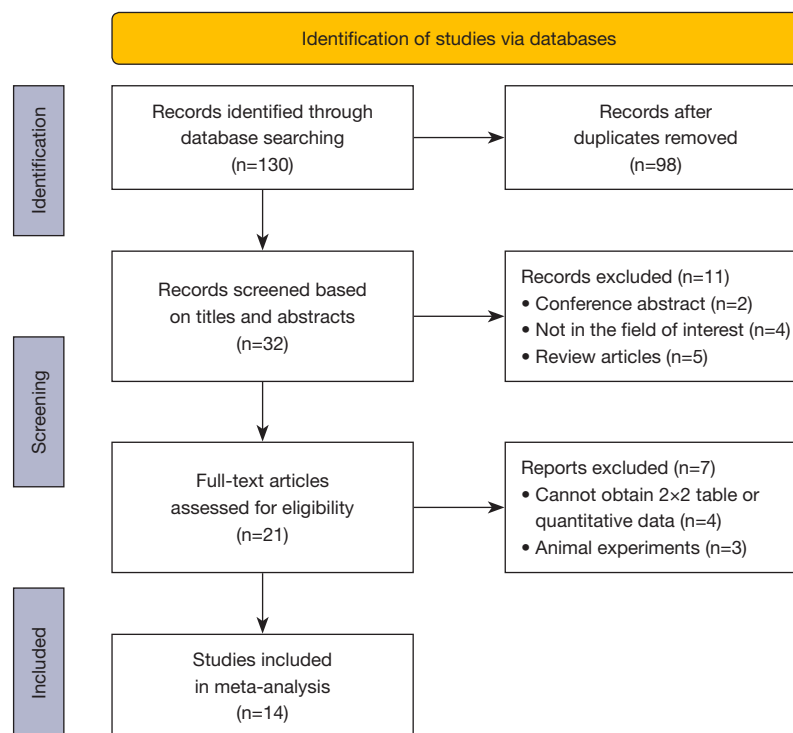 Identification of studies via databases
Identification
Records identified through
database searching
(n=130)
Records after
duplicates removed
(n=98)
Screening
Records screened based
on titles and abstracts
(n=32)
Records excluded (n=11)
• Conference abstract (n=2)
• Not in the field of interest (n=4)
• Review articles (n=5)
Full-text articles
assessed for eligibility
(n=21)
Reports excluded (n=7)
• Cannot obtain 2×2 table or
quantitative data (n=4)
• Animal experiments (n=3)
Included
Studies included
in meta-analysis
(n=14)